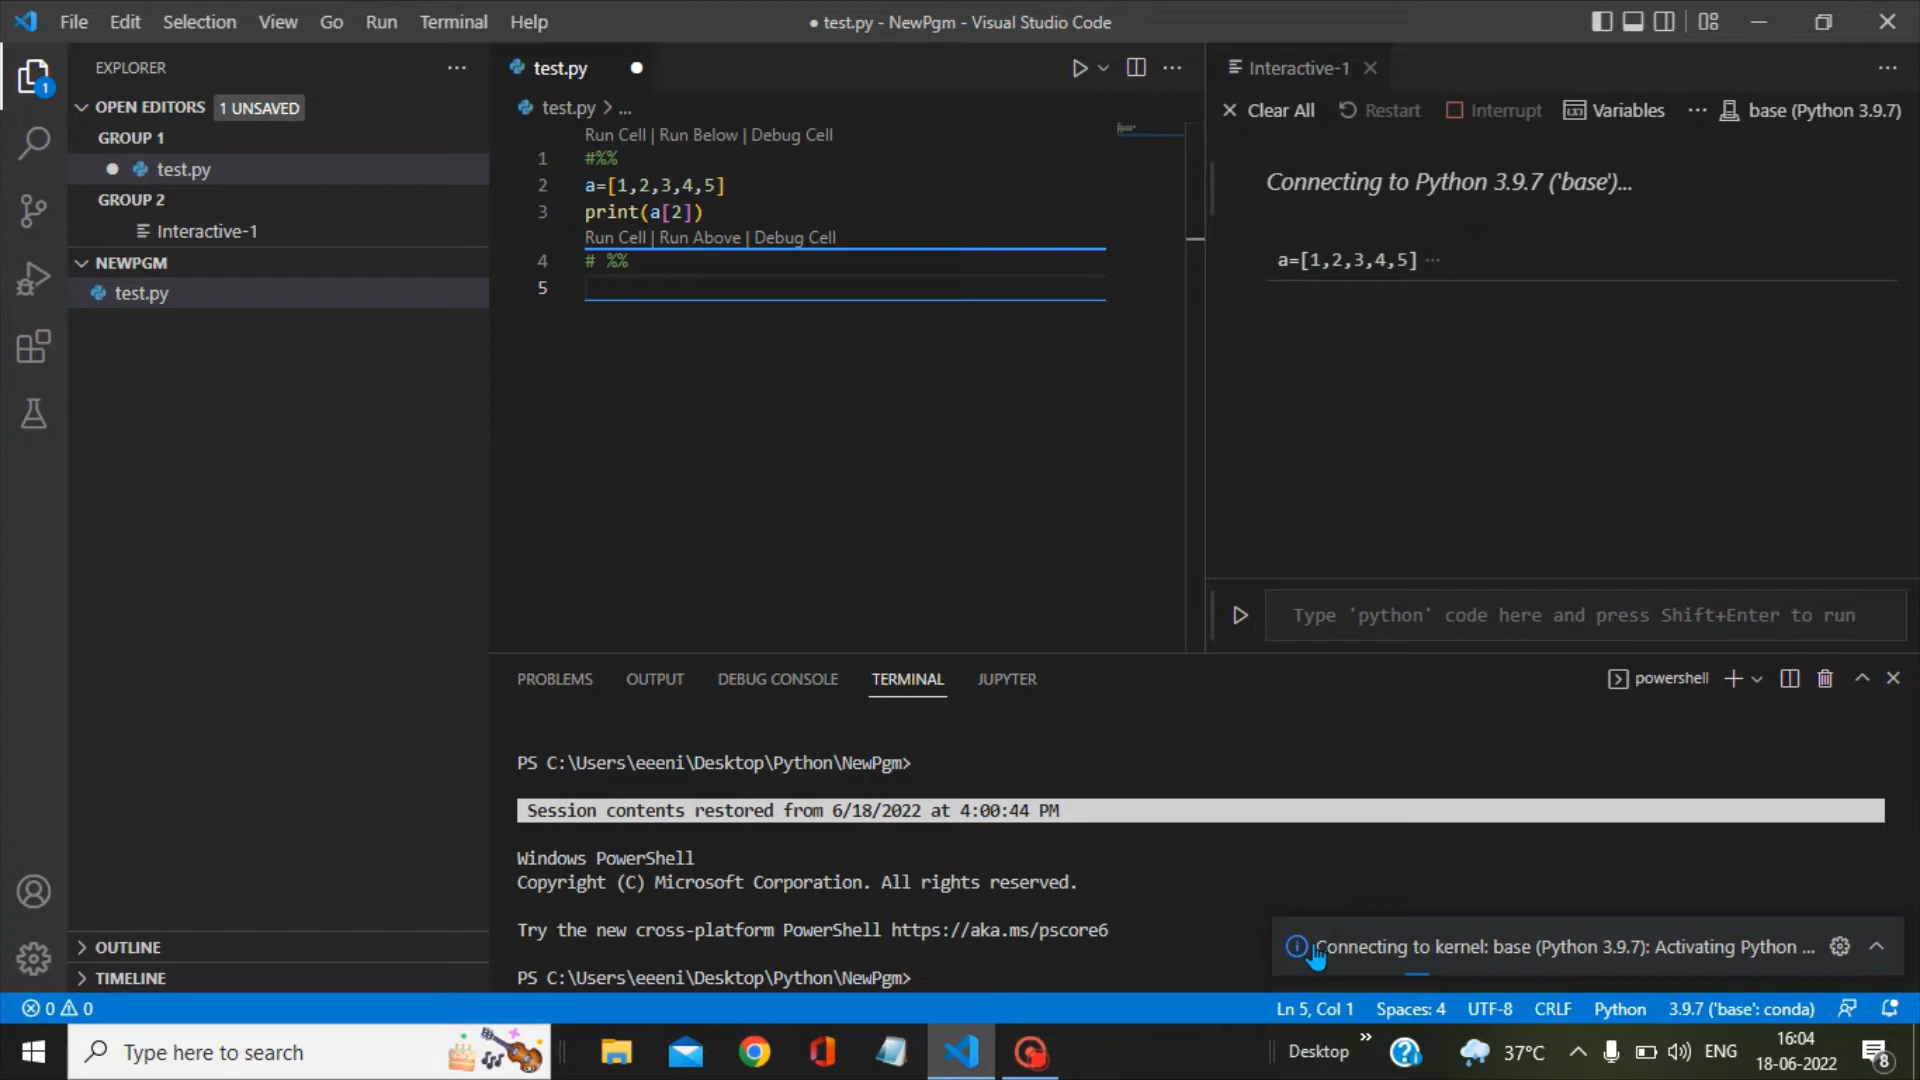 File Edit Selection View Go Run Terminal Help
● test.py - NewPgm - Visual Studio Code
EXPLORER
1
OPEN EDITORS 1 UNSAVED
GROUP 1
test.py
GROUP 2
Interactive-1
NEWPGM
test.py
OUTLINE
TIMELINE
test.py
test.py > ...
Run Cell | Run Below | Debug Cell
1 #%%
2 a=[1,2,3,4,5]
3 print(a[2])
Run Cell | Run Above | Debug Cell
4 # %%
5
Interactive-1
Clear All Restart Interrupt Variables ... base (Python 3.9.7)
Connecting to Python 3.9.7 ('base')...
a=[1,2,3,4,5] ...
Type 'python' code here and press Shift+Enter to run
PROBLEMS OUTPUT DEBUG CONSOLE TERMINAL JUPYTER
powershell
PS C:\Users\eeeni\Desktop\Python\NewPgm>
Session contents restored from 6/18/2022 at 4:00:44 PM
Windows PowerShell
Copyright (C) Microsoft Corporation. All rights reserved.
Try the new cross-platform PowerShell https://aka.ms/pscore6
PS C:\Users\eeeni\Desktop\Python\NewPgm>
Connecting to kernel: base (Python 3.9.7): Activating Python ...
0 0
Ln 5, Col 1 Spaces: 4 UTF-8 CRLF Python 3.9.7 ('base': conda)
Type here to search
Desktop
37°C
ENG
16:04
18-06-2022
8